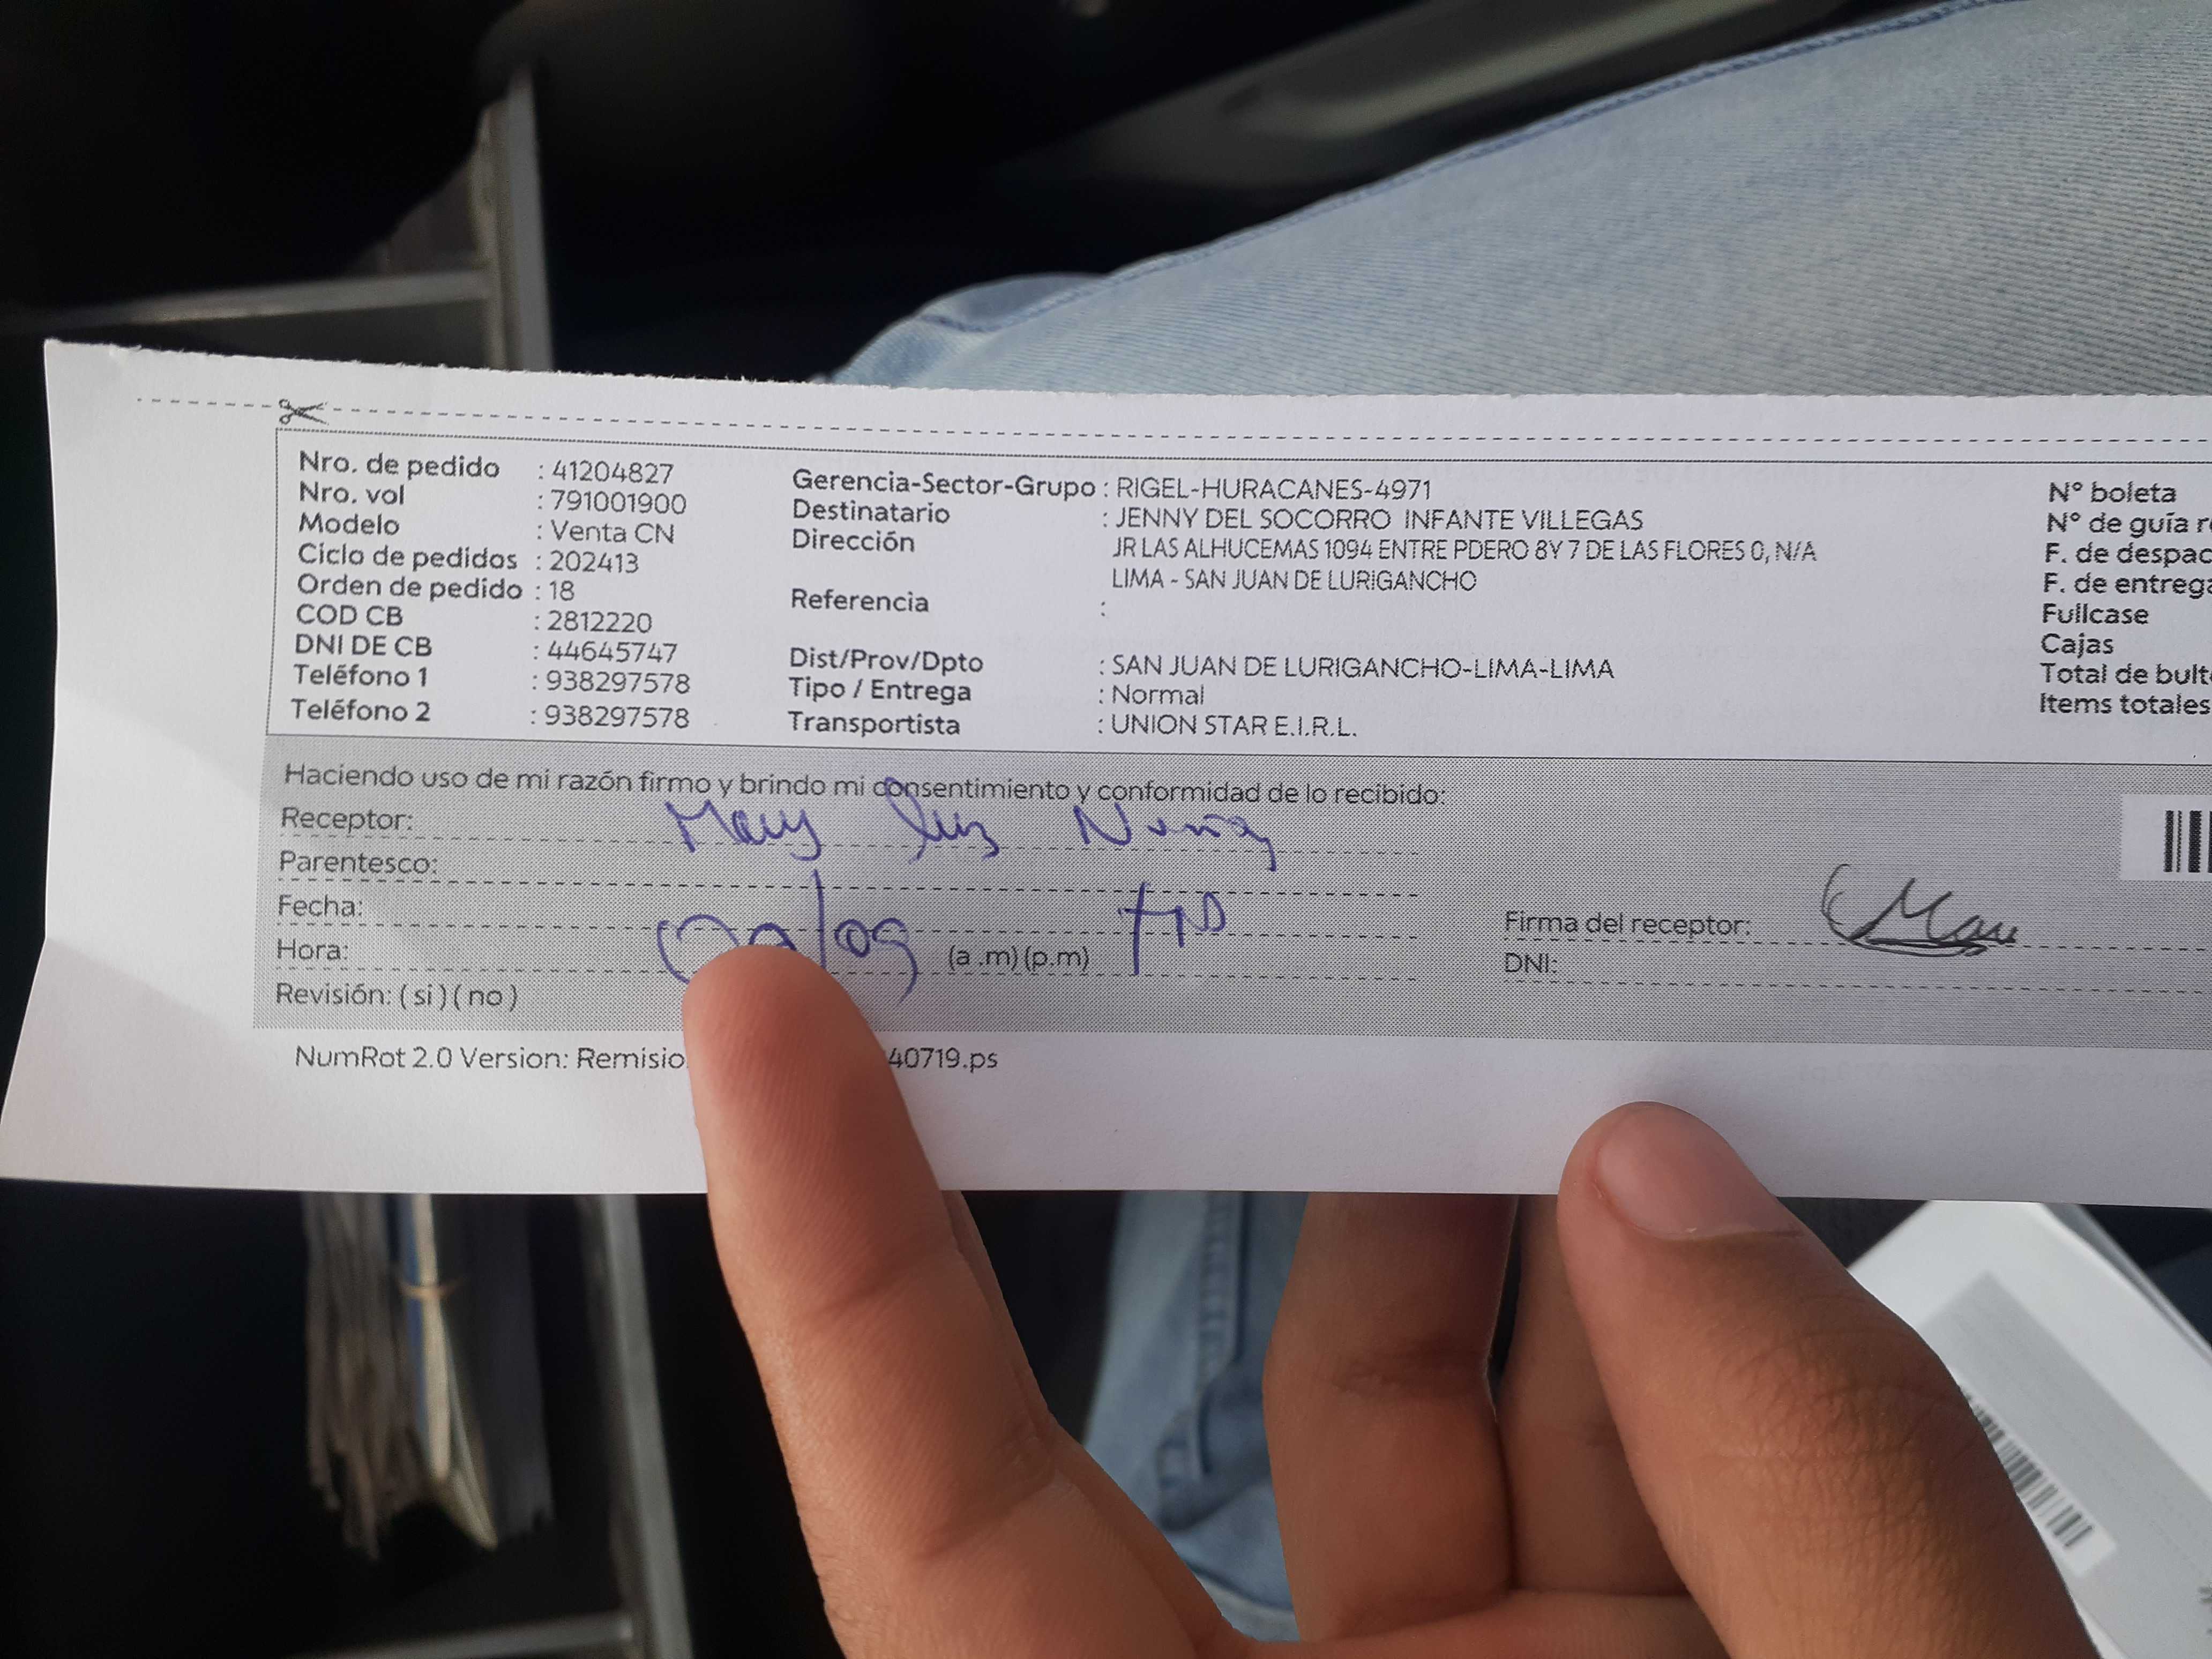 Nro. de pedido : 41204827
Nro. vol : 791001900
Modelo : Venta CN
Ciclo de pedidos : 202413
Orden de pedido : 18
COD CB : 2812220
DNI DE CB : 44645747
Teléfono 1 : 938297578
Teléfono 2 : 938297578
Gerencia-Sector-Grupo : RIGEL-HURACANES-4971
Destinatario : JENNY DEL SOCORRO INFANTE VILLEGAS
Dirección JR LAS ALHUCEMAS 1094 ENTRE PDERO 8Y 7 DE LAS FLORES 0, N/A
LIMA - SAN JUAN DE LURIGANCHO
Referencia :
Dist/Prov/Dpto : SAN JUAN DE LURIGANCHO-LIMA-LIMA
Tipo / Entrega : Normal
Transportista : UNION STAR E.I.R.L.
N° boleta
N° de guía r
F. de despac
F. de entrega
Fullcase
Cajas
Total de bult
Items totales
Haciendo uso de mi razón firmo y brindo mi consentimiento y conformidad de lo recibido:
Receptor: Mary luz
Parentesco:
Fecha:
Hora: (a .m) (p.m)
Revisión: ( si ) ( no )
Firma del receptor:
DNI:
NumRot 2.0 Version: Remisio 40719.ps